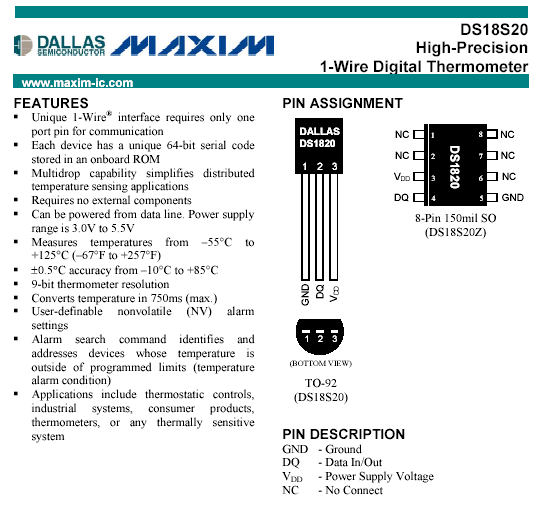 DALLAS
SEMICONDUCTOR
MAXIM
DS18S20
High-Precision
1-Wire Digital Thermometer
www.maxim-ic.com
FEATURES
▪ Unique 1-Wire® interface requires only one
port pin for communication
▪ Each device has a unique 64-bit serial code
stored in an onboard ROM
▪ Multidrop capability simplifies distributed
temperature sensing applications
▪ Requires no external components
▪ Can be powered from data line. Power supply
range is 3.0V to 5.5V
▪ Measures temperatures from –55°C to
+125°C (–67°F to +257°F)
▪ ±0.5°C accuracy from –10°C to +85°C
▪ 9-bit thermometer resolution
▪ Converts temperature in 750ms (max.)
▪ User-definable nonvolatile (NV) alarm
settings
▪ Alarm search command identifies and
addresses devices whose temperature is
outside of programmed limits (temperature
alarm condition)
▪ Applications include thermostatic controls,
industrial systems, consumer products,
thermometers, or any thermally sensitive
system
PIN ASSIGNMENT
DALLAS
DS1820
1 2 3
GND
DQ
VDD
1 2 3
(BOTTOM VIEW)
TO-92
(DS18S20)
NC 1 8 NC
NC 2 7 NC
VDD 3 6 NC
DQ 4 5 GND
DS1820
8-Pin 150mil SO
(DS18S20Z)
PIN DESCRIPTION
GND - Ground
DQ - Data In/Out
VDD - Power Supply Voltage
NC - No Connect